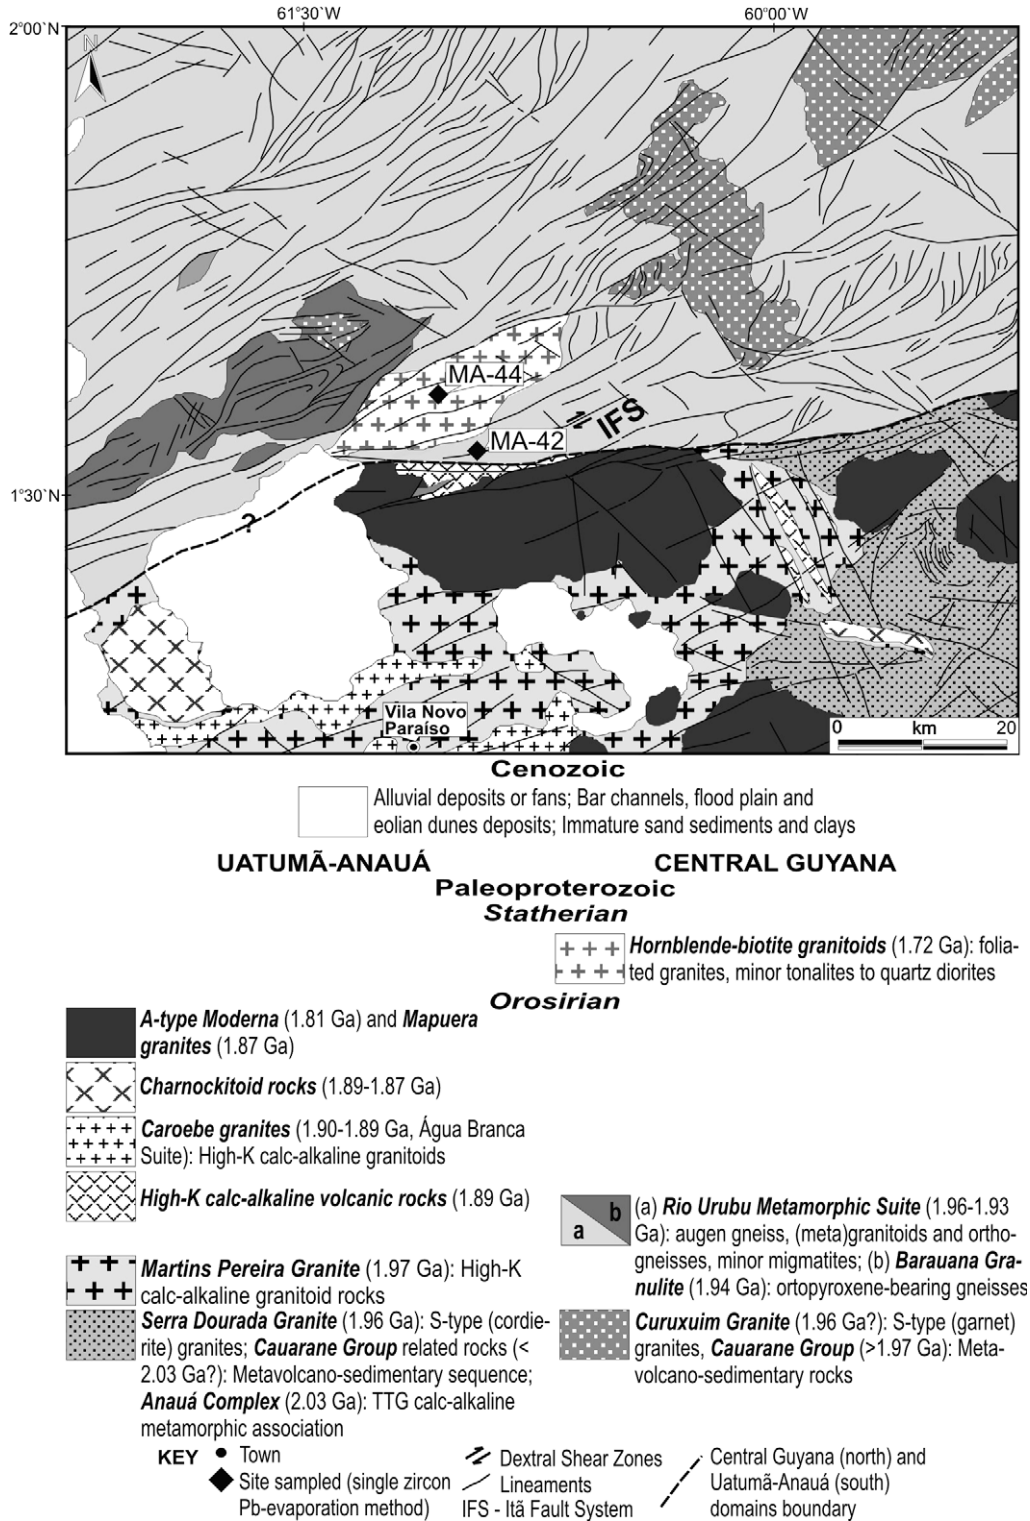 61°30`W
60°00`W
2°00`N
N
MA-44
IFS
MA-42
1°30`N
?
Vila Novo
Paraíso
0 km 20
Cenozoic
Alluvial deposits or fans; Bar channels, flood plain and
eolian dunes deposits; Immature sand sediments and clays
UATUMÃ-ANAUÁ
CENTRAL GUYANA
Paleoproterozoic
Statherian
Hornblende-biotite granitoids (1.72 Ga): folia-
ted granites, minor tonalites to quartz diorites
Orosirian
A-type Moderna (1.81 Ga) and Mapuera
granites (1.87 Ga)
Charnockitoid rocks (1.89-1.87 Ga)
Caroebe granites (1.90-1.89 Ga, Água Branca
Suite): High-K calc-alkaline granitoids
High-K calc-alkaline volcanic rocks (1.89 Ga)
a
b
(a) Rio Urubu Metamorphic Suite (1.96-1.93
Ga): augen gneiss, (meta)granitoids and ortho-
gneisses, minor migmatites; (b) Barauana Gra-
nulite (1.94 Ga): ortopyroxene-bearing gneisses
Martins Pereira Granite (1.97 Ga): High-K
calc-alkaline granitoid rocks
Serra Dourada Granite (1.96 Ga): S-type (cordie-
rite) granites; Cauarane Group related rocks (<
2.03 Ga?): Metavolcano-sedimentary sequence;
Anauá Complex (2.03 Ga): TTG calc-alkaline
metamorphic association
Curuxuim Granite (1.96 Ga?): S-type (garnet)
granites, Cauarane Group (>1.97 Ga): Meta-
volcano-sedimentary rocks
KEY
Town
Site sampled (single zircon
Pb-evaporation method)
Dextral Shear Zones
Lineaments
IFS - Itã Fault System
Central Guyana (north) and
Uatumã-Anauá (south)
domains boundary